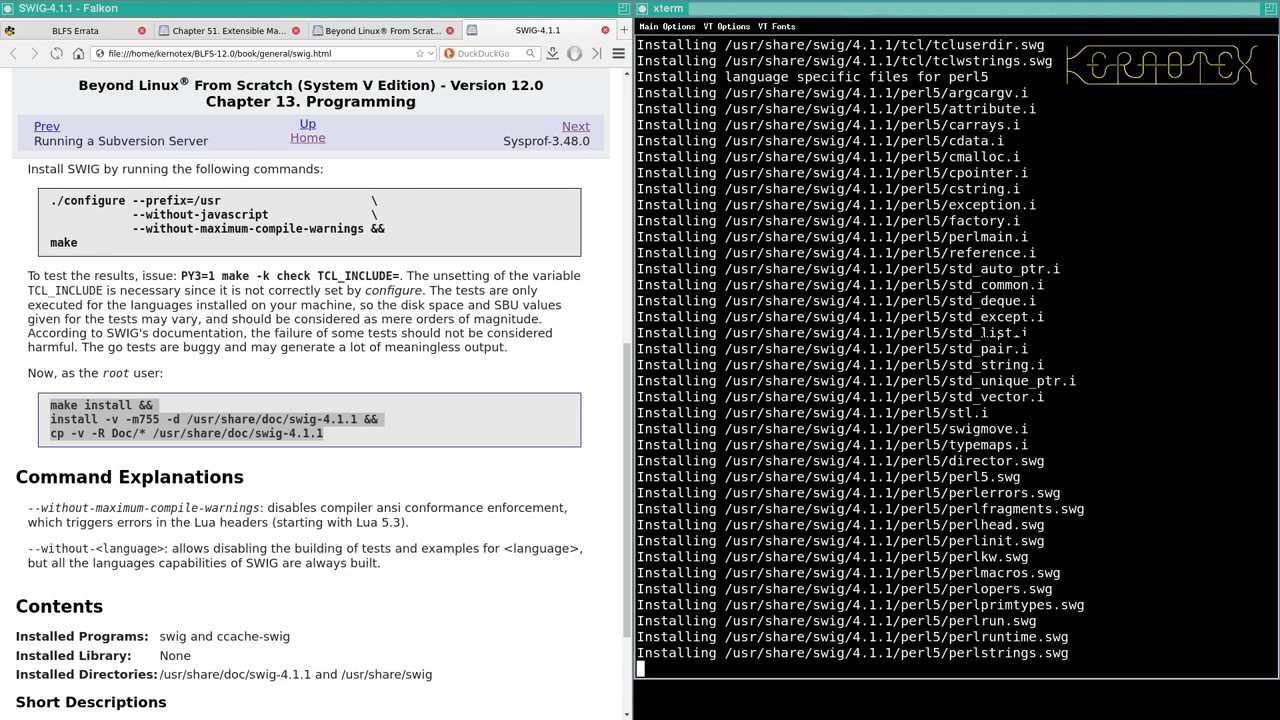 SWIG-4.1.1 - Falkon
BLFS Errata
Chapter 51. Extensible Ma...
Beyond Linux® From Scrat...
SWIG-4.1.1
file:///home/kernotex/BLFS-12.0/book/general/swig.html
DuckDuckGo
Beyond Linux® From Scratch (System V Edition) - Version 12.0
Chapter 13. Programming
Prev
Up
Next
Running a Subversion Server
Home
Sysprof-3.48.0
Install SWIG by running the following commands:
./configure --prefix=/usr \
--without-javascript \
--without-maximum-compile-warnings &&
make
To test the results, issue: PY3=1 make -k check TCL_INCLUDE=. The unsetting of the variable
TCL_INCLUDE is necessary since it is not correctly set by configure. The tests are only
executed for the languages installed on your machine, so the disk space and SBU values
given for the tests may vary, and should be considered as mere orders of magnitude.
According to SWIG's documentation, the failure of some tests should not be considered
harmful. The go tests are buggy and may generate a lot of meaningless output.
Now, as the root user:
make install &&
install -v -m755 -d /usr/share/doc/swig-4.1.1 &&
cp -v -R Doc/* /usr/share/doc/swig-4.1.1
Command Explanations
--without-maximum-compile-warnings: disables compiler ansi conformance enforcement,
which triggers errors in the Lua headers (starting with Lua 5.3).
--without-<language>: allows disabling the building of tests and examples for <language>,
but all the languages capabilities of SWIG are always built.
Contents
Installed Programs: swig and ccache-swig
Installed Library: None
Installed Directories: /usr/share/doc/swig-4.1.1 and /usr/share/swig
Short Descriptions
xterm
Main Options VT Options VT Fonts
KERNOTEX
Installing /usr/share/swig/4.1.1/tcl/tcluserdir.swg
Installing /usr/share/swig/4.1.1/tcl/tclwstrings.swg
Installing language specific files for perl5
Installing /usr/share/swig/4.1.1/perl5/argcargv.i
Installing /usr/share/swig/4.1.1/perl5/attribute.i
Installing /usr/share/swig/4.1.1/perl5/carrays.i
Installing /usr/share/swig/4.1.1/perl5/cdata.i
Installing /usr/share/swig/4.1.1/perl5/cmalloc.i
Installing /usr/share/swig/4.1.1/perl5/cpointer.i
Installing /usr/share/swig/4.1.1/perl5/cstring.i
Installing /usr/share/swig/4.1.1/perl5/exception.i
Installing /usr/share/swig/4.1.1/perl5/factory.i
Installing /usr/share/swig/4.1.1/perl5/perlmain.i
Installing /usr/share/swig/4.1.1/perl5/reference.i
Installing /usr/share/swig/4.1.1/perl5/std_auto_ptr.i
Installing /usr/share/swig/4.1.1/perl5/std_common.i
Installing /usr/share/swig/4.1.1/perl5/std_deque.i
Installing /usr/share/swig/4.1.1/perl5/std_except.i
Installing /usr/share/swig/4.1.1/perl5/std_list.i
Installing /usr/share/swig/4.1.1/perl5/std_pair.i
Installing /usr/share/swig/4.1.1/perl5/std_string.i
Installing /usr/share/swig/4.1.1/perl5/std_unique_ptr.i
Installing /usr/share/swig/4.1.1/perl5/std_vector.i
Installing /usr/share/swig/4.1.1/perl5/stl.i
Installing /usr/share/swig/4.1.1/perl5/swigmove.i
Installing /usr/share/swig/4.1.1/perl5/typemaps.i
Installing /usr/share/swig/4.1.1/perl5/director.swg
Installing /usr/share/swig/4.1.1/perl5/perl5.swg
Installing /usr/share/swig/4.1.1/perl5/perlerrors.swg
Installing /usr/share/swig/4.1.1/perl5/perlfragments.swg
Installing /usr/share/swig/4.1.1/perl5/perlhead.swg
Installing /usr/share/swig/4.1.1/perl5/perlinit.swg
Installing /usr/share/swig/4.1.1/perl5/perlkw.swg
Installing /usr/share/swig/4.1.1/perl5/perlmacros.swg
Installing /usr/share/swig/4.1.1/perl5/perlopers.swg
Installing /usr/share/swig/4.1.1/perl5/perlprimtypes.swg
Installing /usr/share/swig/4.1.1/perl5/perlrun.swg
Installing /usr/share/swig/4.1.1/perl5/perlruntime.swg
Installing /usr/share/swig/4.1.1/perl5/perlstrings.swg